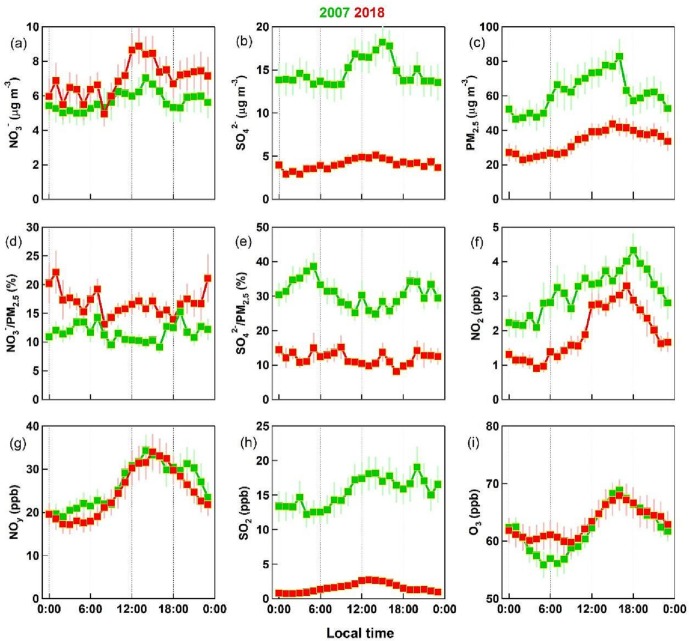 2007 2018
(a)
NO₃⁻ (μg m⁻³)
10
8
6
4
2
0
(b)
SO₄²⁻ (μg m⁻³)
20
15
10
5
0
(c)
PM₂.₅ (μg m⁻³)
100
80
60
40
20
0
(d)
NO₃⁻/PM₂.₅ (%)
30
25
20
15
10
5
0
(e)
SO₄²⁻/PM₂.₅ (%)
50
40
30
20
10
0
(f)
NO₂ (ppb)
5
4
3
2
1
0
(g)
NOᵧ (ppb)
40
30
20
10
0
0:00 6:00 12:00 18:00 0:00
(h)
SO₂ (ppb)
25
20
15
10
5
0
0:00 6:00 12:00 18:00 0:00
(i)
O₃ (ppb)
80
70
60
50
0:00 6:00 12:00 18:00 0:00
Local time